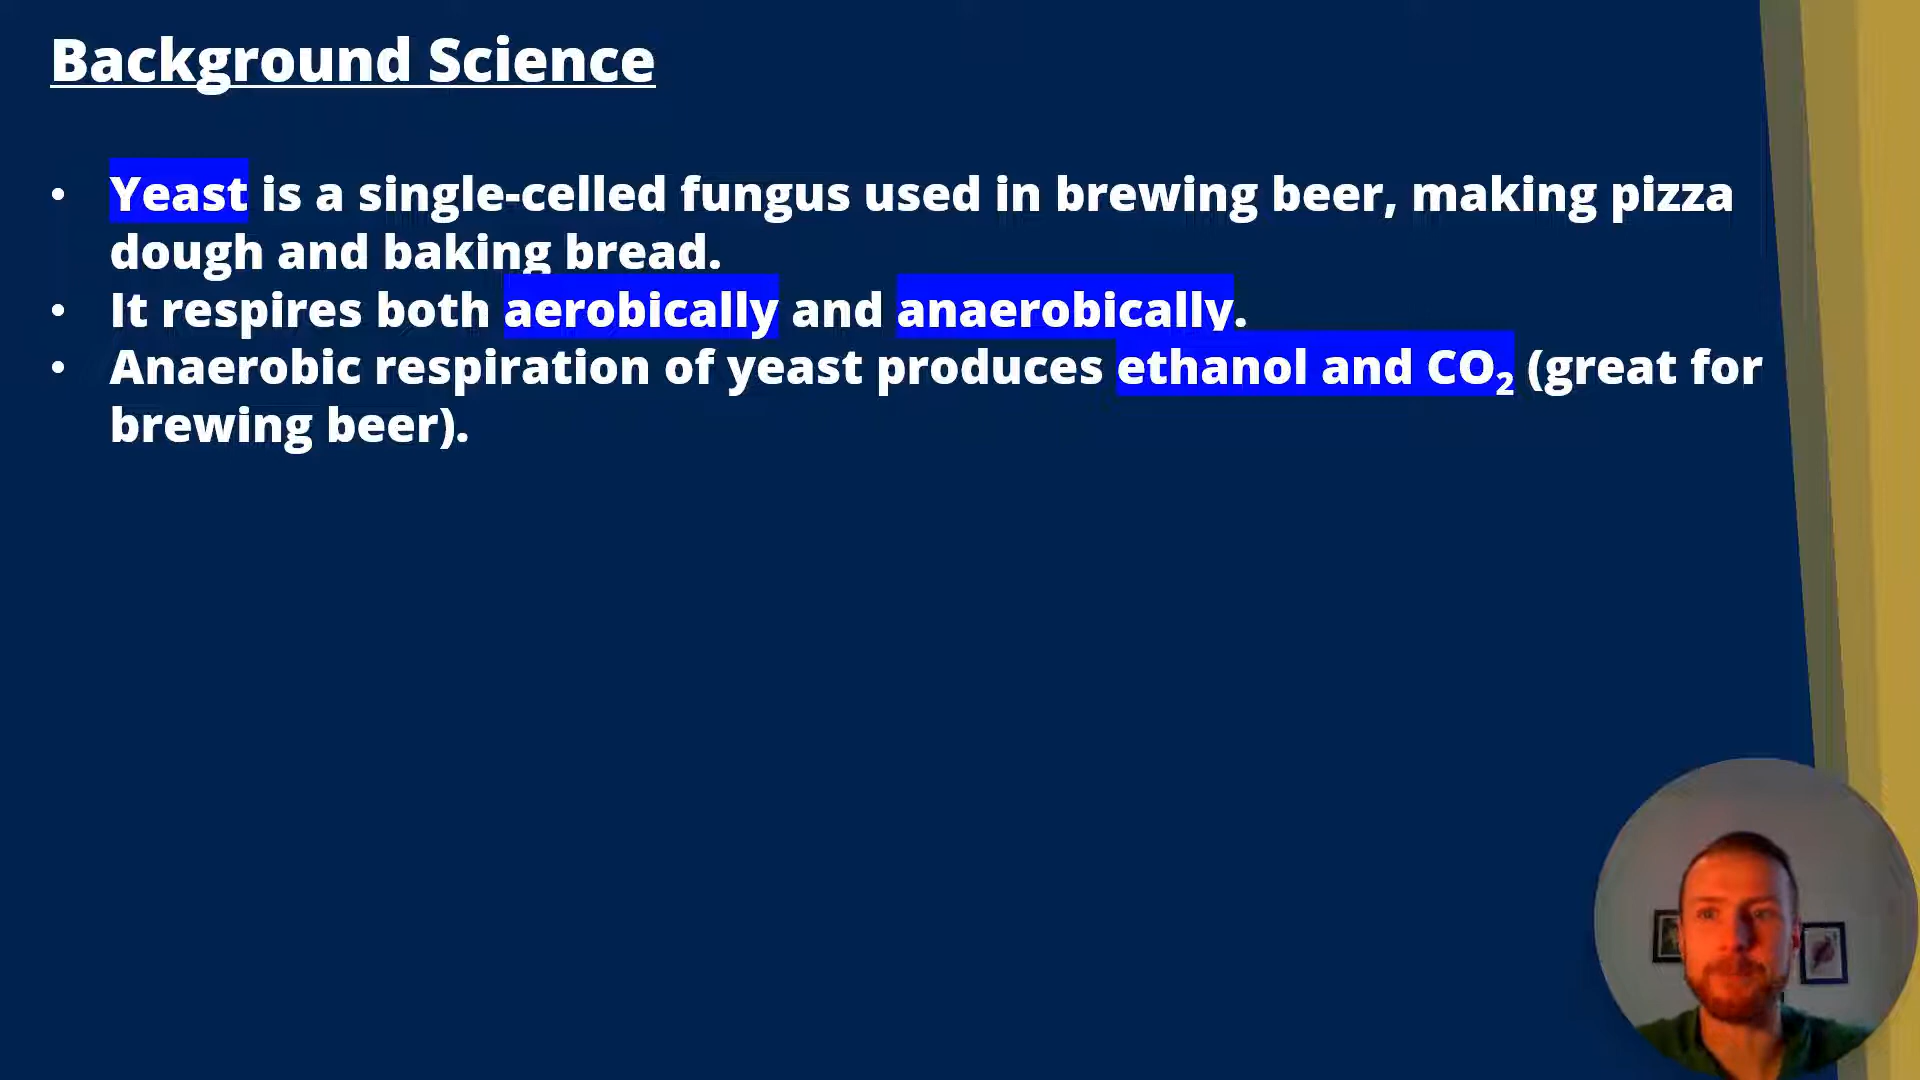 Background Science
• Yeast is a single-celled fungus used in brewing beer, making pizza
dough and baking bread.
• It respires both aerobically and anaerobically.
• Anaerobic respiration of yeast produces ethanol and CO₂ (great for
brewing beer).